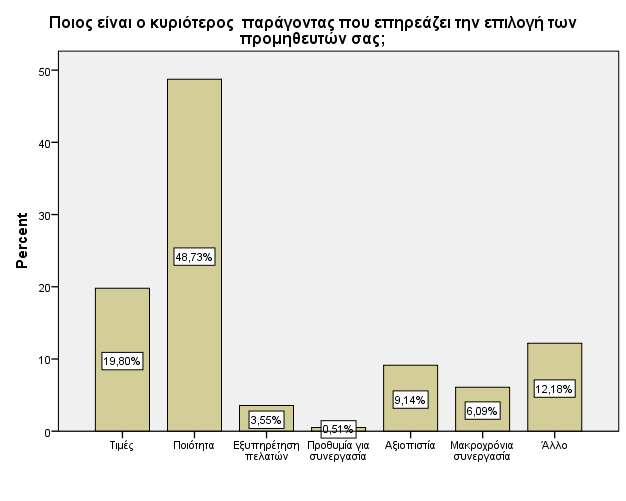 Ποιος είναι ο κυριότερος παράγοντας που επηρεάζει την επιλογή των
προμηθευτών σας;
Percent
50
40
30
20
10
0
19,80%
48,73%
3,55%
0,51%
9,14%
6,09%
12,18%
Τιμές
Ποιότητα
Εξυπηρέτηση
πελατών
Προθυμία για
συνεργασία
Αξιοπιστία
Μακροχρόνια
συνεργασία
Άλλο